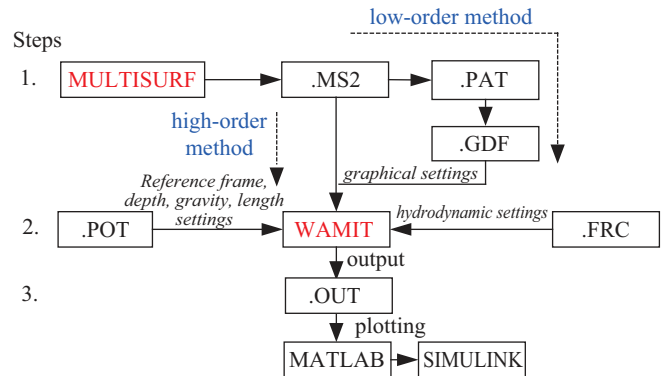 low-order method
Steps
1. MULTISURF .MS2 .PAT
high-order
method
.GDF
graphical settings
Reference frame,
depth, gravity, length
settings
hydrodynamic settings
2. .POT WAMIT .FRC
output
3. .OUT
plotting
MATLAB SIMULINK